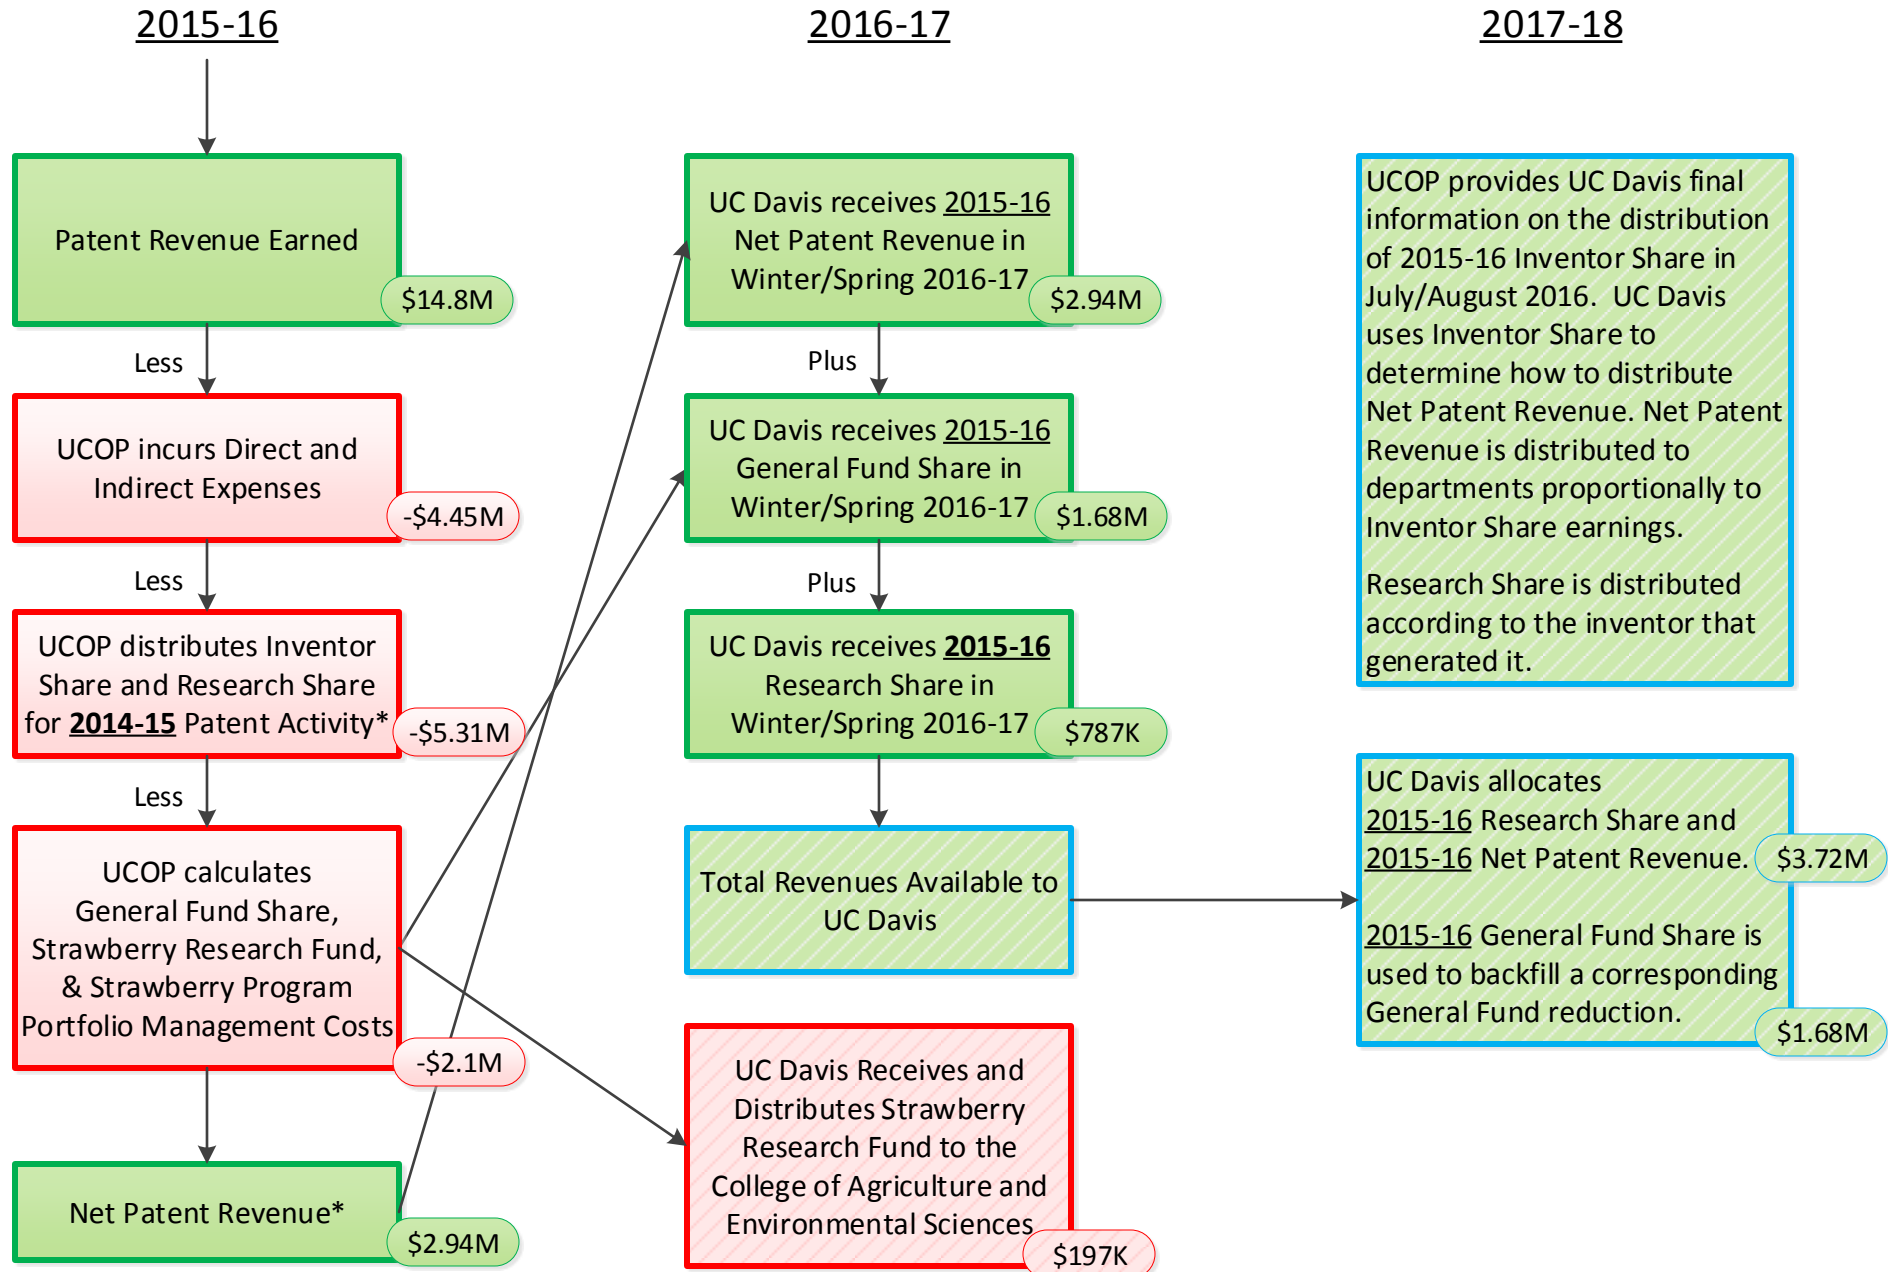 2015-16
Patent Revenue Earned
$14.8M
Less
UCOP incurs Direct and
Indirect Expenses
-$4.45M
Less
UCOP distributes Inventor
Share and Research Share
for 2014-15 Patent Activity*
-$5.31M
Less
UCOP calculates
General Fund Share,
Strawberry Research Fund,
& Strawberry Program
Portfolio Management Costs
-$2.1M
Net Patent Revenue*
$2.94M
2016-17
UC Davis receives 2015-16
Net Patent Revenue in
Winter/Spring 2016-17
$2.94M
Plus
UC Davis receives 2015-16
General Fund Share in
Winter/Spring 2016-17
$1.68M
Plus
UC Davis receives 2015-16
Research Share in
Winter/Spring 2016-17
$787K
Total Revenues Available to
UC Davis
UC Davis Receives and
Distributes Strawberry
Research Fund to the
College of Agriculture and
Environmental Sciences
$197K
2017-18
UCOP provides UC Davis final
information on the distribution
of 2015-16 Inventor Share in
July/August 2016.  UC Davis
uses Inventor Share to
determine how to distribute
Net Patent Revenue. Net Patent
Revenue is distributed to
departments proportionally to
Inventor Share earnings.
Research Share is distributed
according to the inventor that
generated it.
UC Davis allocates
2015-16 Research Share and
2015-16 Net Patent Revenue.
$3.72M
2015-16 General Fund Share is
used to backfill a corresponding
General Fund reduction.
$1.68M